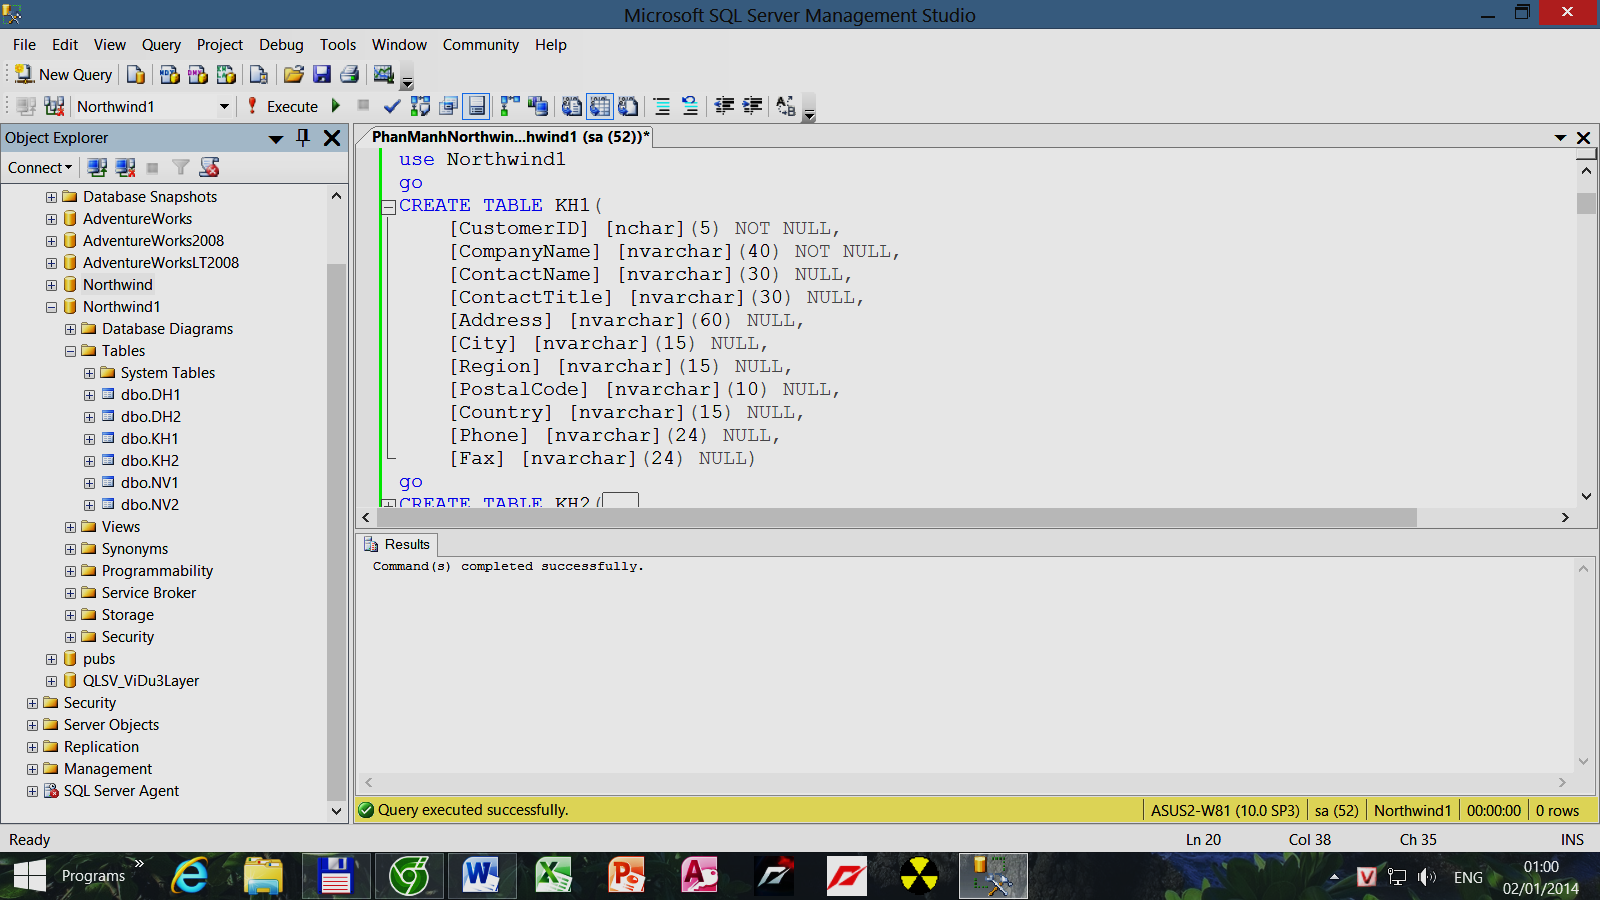 Microsoft SQL Server Management Studio
File Edit View Query Project Debug Tools Window Community Help
New Query
Northwind1 Execute
Object Explorer
Connect
Database Snapshots
AdventureWorks
AdventureWorks2008
AdventureWorksLT2008
Northwind
Northwind1
Database Diagrams
Tables
System Tables
dbo.DH1
dbo.DH2
dbo.KH1
dbo.KH2
dbo.NV1
dbo.NV2
Views
Synonyms
Programmability
Service Broker
Storage
Security
pubs
QLSV_ViDu3Layer
Security
Server Objects
Replication
Management
SQL Server Agent
PhanManhNorthwin...hwind1 (sa (52))*
use Northwind1
go
CREATE TABLE KH1(
[CustomerID] [nchar](5) NOT NULL,
[CompanyName] [nvarchar](40) NOT NULL,
[ContactName] [nvarchar](30) NULL,
[ContactTitle] [nvarchar](30) NULL,
[Address] [nvarchar](60) NULL,
[City] [nvarchar](15) NULL,
[Region] [nvarchar](15) NULL,
[PostalCode] [nvarchar](10) NULL,
[Country] [nvarchar](15) NULL,
[Phone] [nvarchar](24) NULL,
[Fax] [nvarchar](24) NULL)
go
CREATE TABLE KH2(
Results
Command(s) completed successfully.
Query executed successfully. ASUS2-W81 (10.0 SP3) sa (52) Northwind1 00:00:00 0 rows
Ready Ln 20 Col 38 Ch 35 INS
Programs » ENG 01:00
02/01/2014